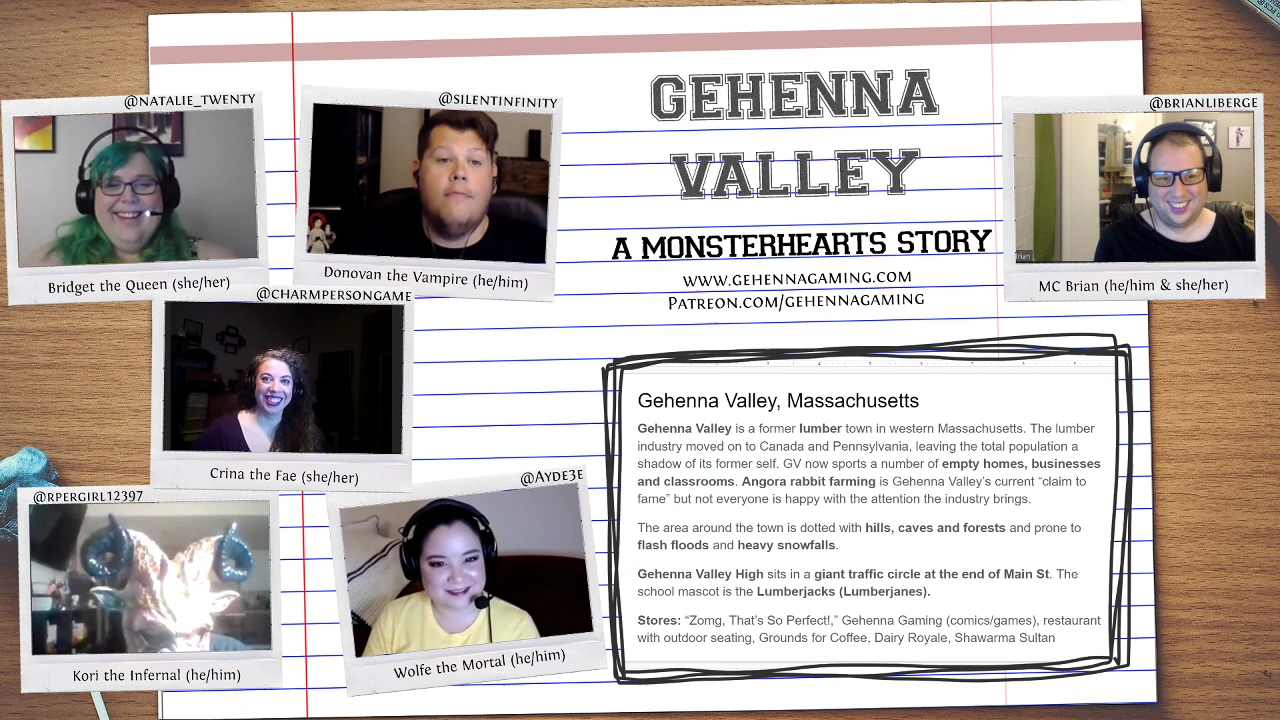 GEHENNA
VALLEY
A MONSTERHEARTS STORY
WWW.GEHENNAGAMING.COM
PATREON.COM/GEHENNAGAMING
@NATALIE_TWENTY
Bridget the Queen (she/her)
@SILENTINFINITY
Donovan the Vampire (he/him)
@BRIANLIBERGE
Brian
MC Brian (he/him & she/her)
@CHARMPERSONGAME
Crina the Fae (she/her)
@RPERGIRL12397
Kori the Infernal (he/him)
@AYDE3E
Wolfe the Mortal (he/him)
Gehenna Valley, Massachusetts
Gehenna Valley is a former lumber town in western Massachusetts. The lumber
industry moved on to Canada and Pennsylvania, leaving the total population a
shadow of its former self. GV now sports a number of empty homes, businesses
and classrooms. Angora rabbit farming is Gehenna Valley's current “claim to
fame” but not everyone is happy with the attention the industry brings.
The area around the town is dotted with hills, caves and forests and prone to
flash floods and heavy snowfalls.
Gehenna Valley High sits in a giant traffic circle at the end of Main St. The
school mascot is the Lumberjacks (Lumberjanes).
Stores: “Zomg, That’s So Perfect!,” Gehenna Gaming (comics/games), restaurant
with outdoor seating, Grounds for Coffee, Dairy Royale, Shawarma Sultan